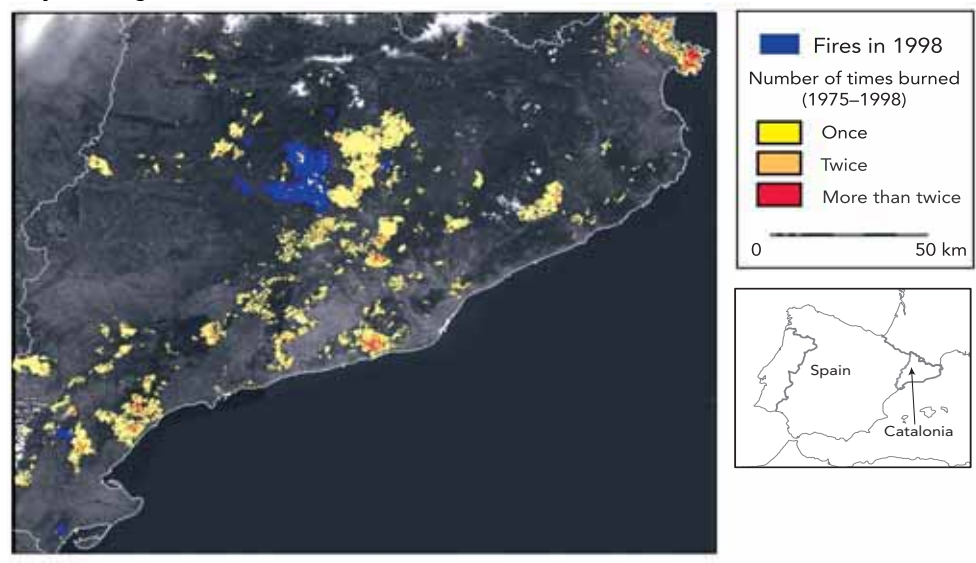 Fires in 1998
Number of times burned
(1975–1998)
Once
Twice
More than twice
0 50 km
Spain
Catalonia